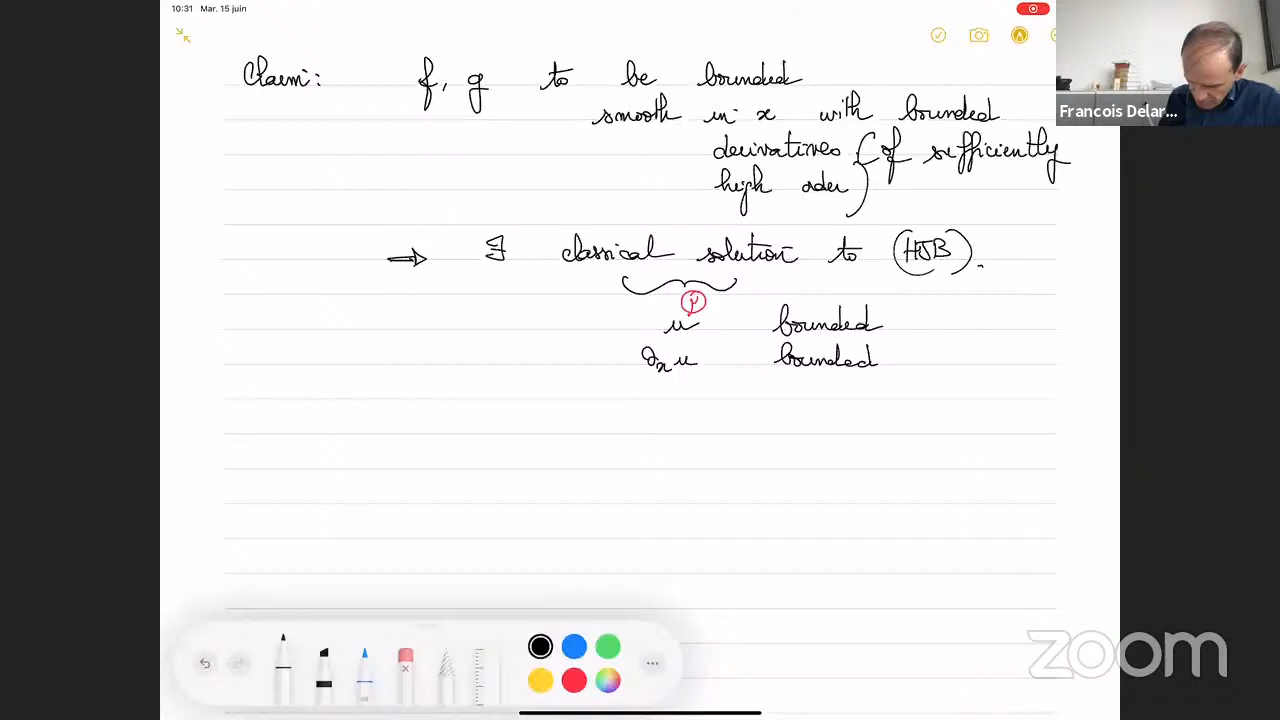 10:31 Mar. 15 juin
Claim: f, g to be bounded
smooth in x with bounded
derivatives (of sufficiently
high order)
⇒ ∃ classical solution to (HJB).
u bounded
∂ₓu bounded
Francois Delar...
zoom